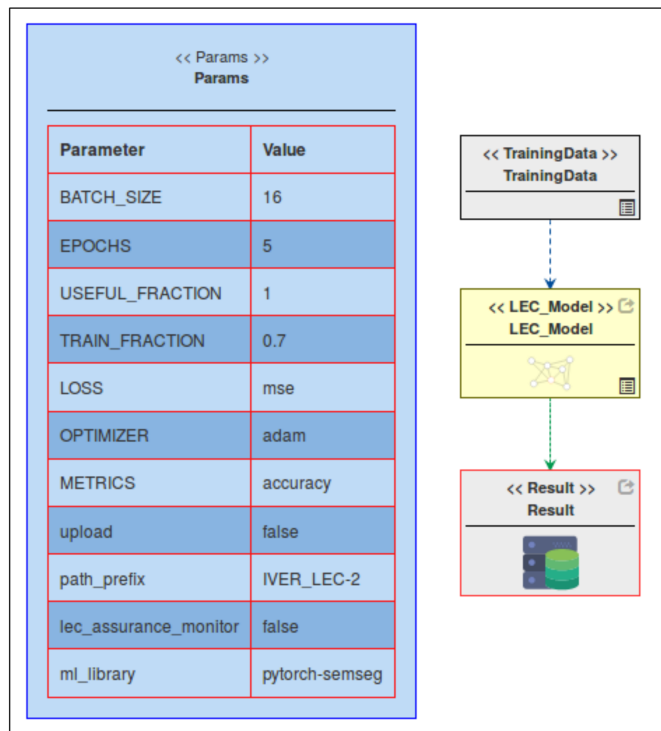 << Params >>
Params
Parameter Value
BATCH_SIZE 16
EPOCHS 5
USEFUL_FRACTION 1
TRAIN_FRACTION 0.7
LOSS mse
OPTIMIZER adam
METRICS accuracy
upload false
path_prefix IVER_LEC-2
lec_assurance_monitor false
ml_library pytorch-semseg
<< TrainingData >>
TrainingData
<< LEC_Model >>
LEC_Model
<< Result >>
Result